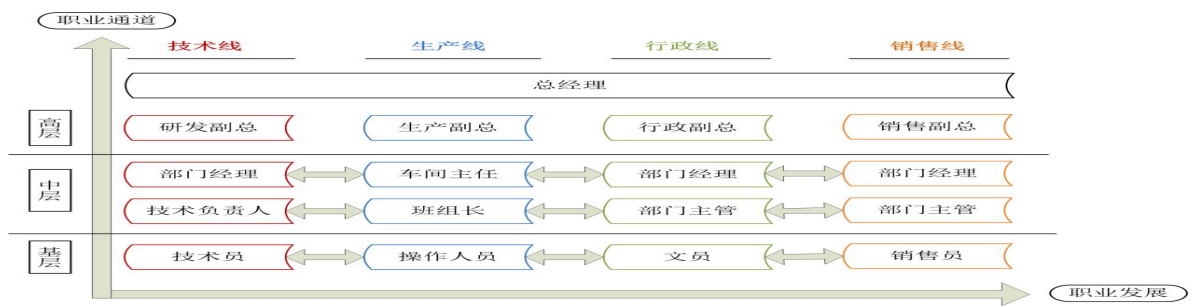 职业通道
技术线 生产线 行政线 销售线
总经理
高层 研发副总 生产副总 行政副总 销售副总
中层
部门经理 车间主任 部门经理 部门经理
技术负责人 班组长 部门主管 部门主管
基层 技术员 操作人员 文员 销售员
职业发展